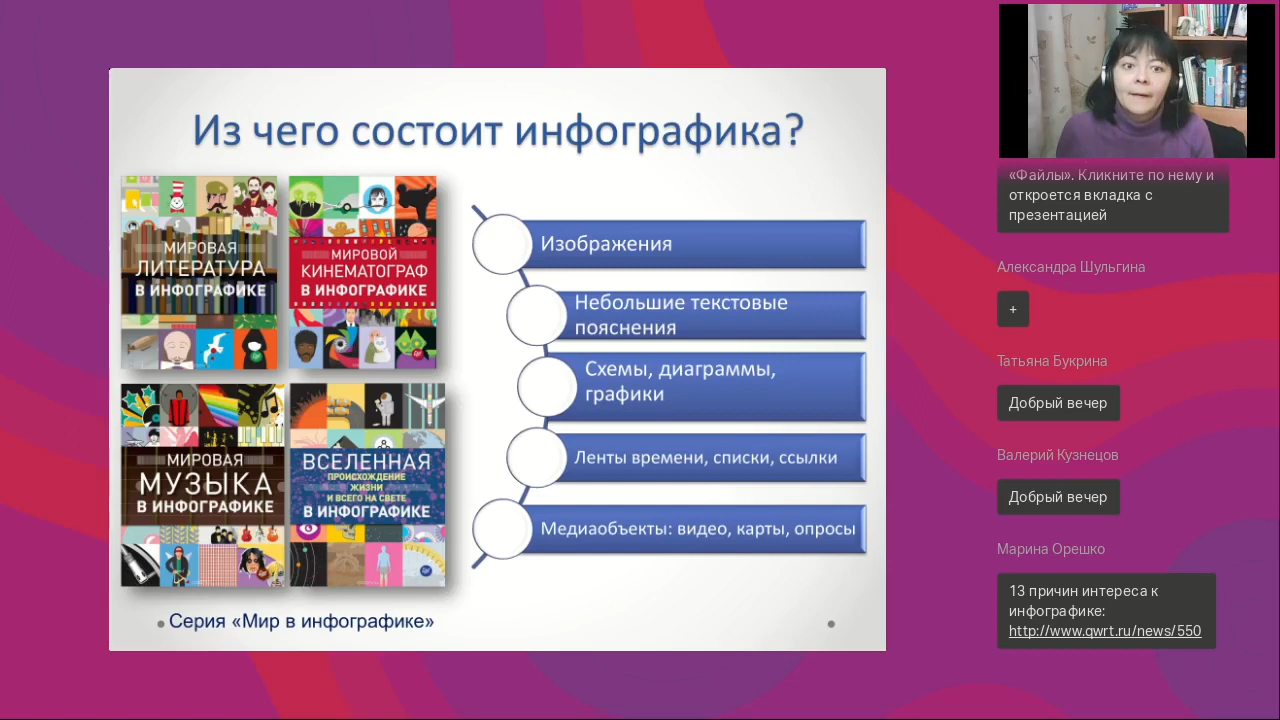 Из чего состоит инфографика?
МИРОВАЯ
ЛИТЕРАТУРА
В ИНФОГРАФИКЕ
МИРОВОЙ
КИНЕМАТОГРАФ
В ИНФОГРАФИКЕ
МИРОВАЯ
МУЗЫКА
В ИНФОГРАФИКЕ
ВСЕЛЕННАЯ
ПРОИСХОЖДЕНИЕ
ЖИЗНИ
И ВСЕГО НА СВЕТЕ
В ИНФОГРАФИКЕ
Изображения
Небольшие текстовые
пояснения
Схемы, диаграммы,
графики
Ленты времени, списки, ссылки
Медиаобъекты: видео, карты, опросы
Серия «Мир в инфографике»
«Файлы». Кликните по нему и
откроется вкладка с
презентацией
Александра Шульгина
+
Татьяна Букрина
Добрый вечер
Валерий Кузнецов
Добрый вечер
Марина Орешко
13 причин интереса к
инфографике:
http://www.qwrt.ru/news/550